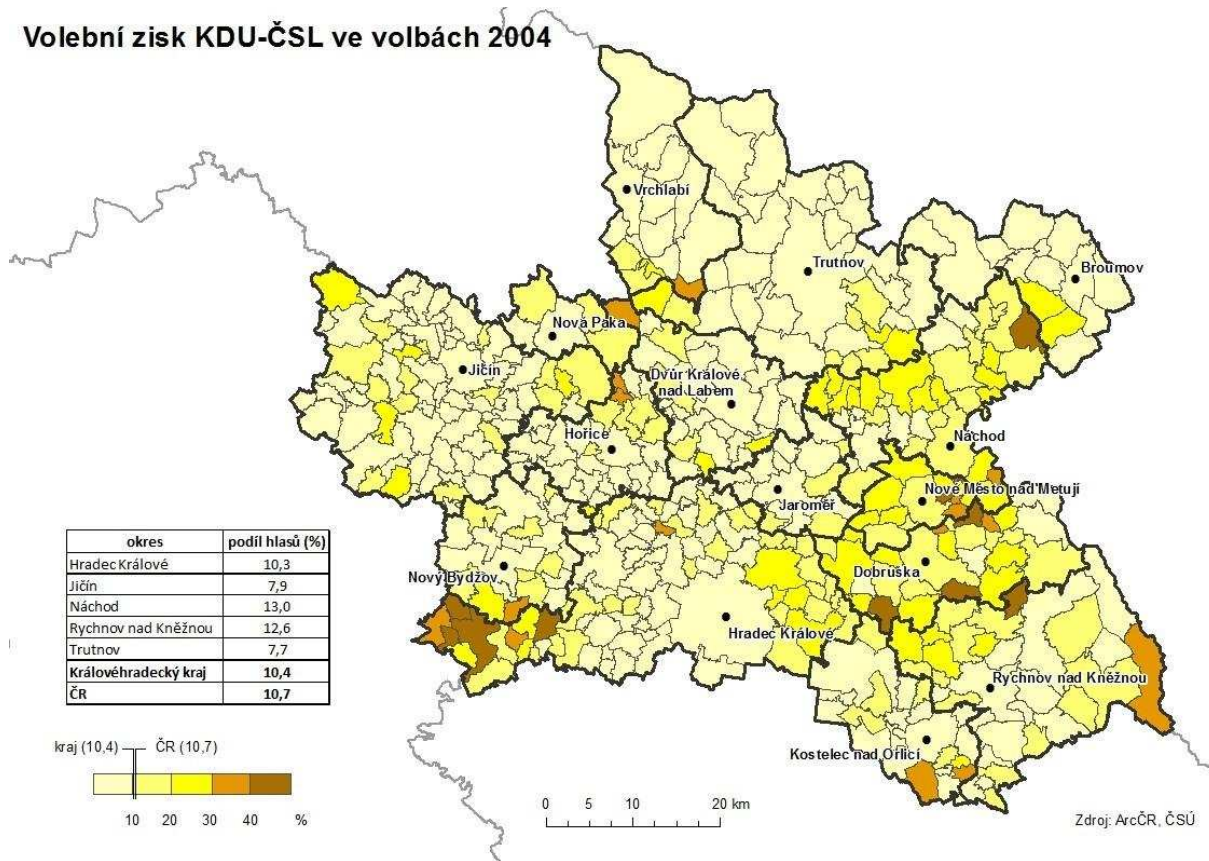 Volební zisk KDU-ČSL ve volbách 2004
Vrchlabí
Trutnov
Broumov
Nová Paka
Jičín
Dvůr Králové
nad Labem
Hořice
Náchod
Jaroměř
Nové Město nad Metují
Nový Bydžov
Dobruška
Hradec Králové
Rychnov nad Kněžnou
Kostelec nad Orlicí
okres podíl hlasů (%)
Hradec Králové 10,3
Jičín 7,9
Náchod 13,0
Rychnov nad Kněžnou 12,6
Trutnov 7,7
Královéhradecký kraj 10,4
ČR 10,7
kraj (10,4) ČR (10,7)
10 20 30 40 %
0 5 10 20 km
Zdroj: ArcČR, ČSÚ